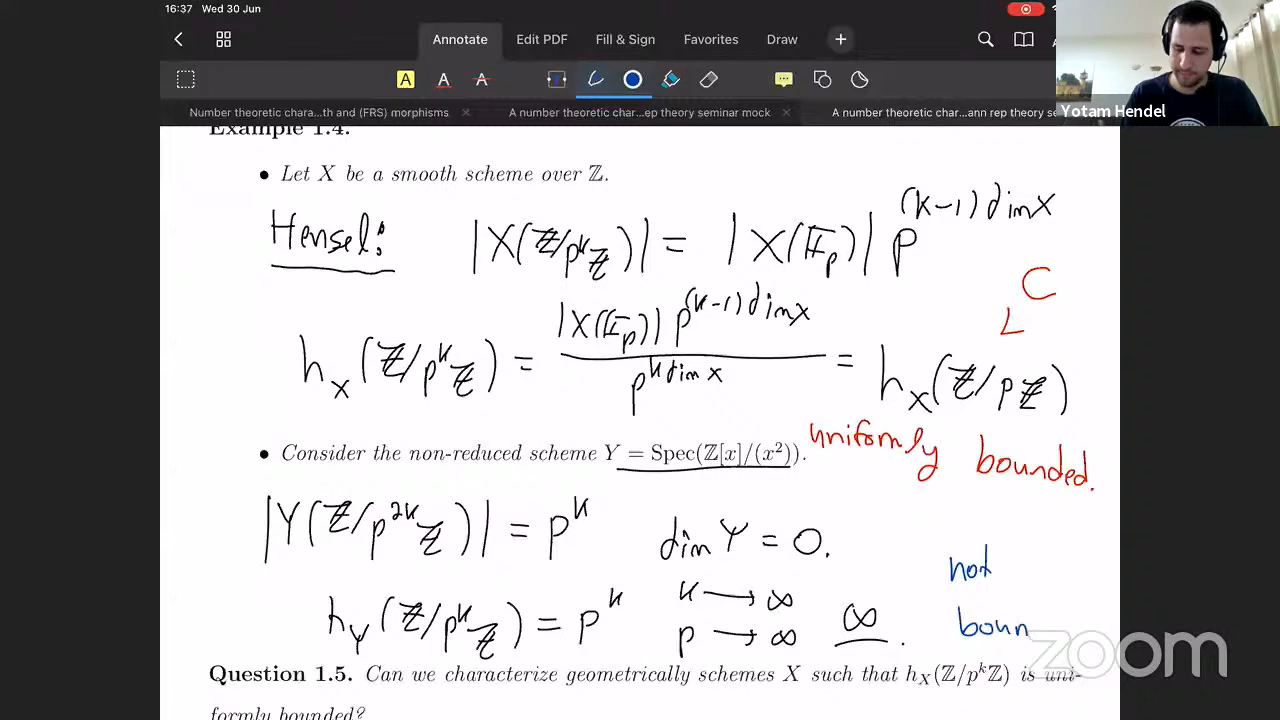 16:37 Wed 30 Jun
Annotate Edit PDF Fill & Sign Favorites Draw
A A A
Number theoretic chara...th and (FRS) morphisms × A number theoretic char...ep theory seminar mock × A number theoretic char...ann rep theory se
Yotam Hendel
Example 1.4.
• Let X be a smooth scheme over ℤ.
Hensel: |X(ℤ/p^kℤ)| = |X(𝔽_p)| p^{(k-1)dimX}
C
h_X(ℤ/p^kℤ) = |X(𝔽_p)| p^{(k-1)dimX} / p^{k dim X} = h_X(ℤ/pℤ)
uniformly bounded.
• Consider the non-reduced scheme Y = Spec(ℤ[x]/(x²)).
|Y(ℤ/p^{2k}ℤ)| = p^k dim Y = 0.
not
h_Y(ℤ/p^kℤ) = p^k k → ∞ p → ∞ ∞.
boun
zoom
Question 1.5. Can we characterize geometrically schemes X such that h_X(ℤ/p^kℤ) is uni-
formly bounded?